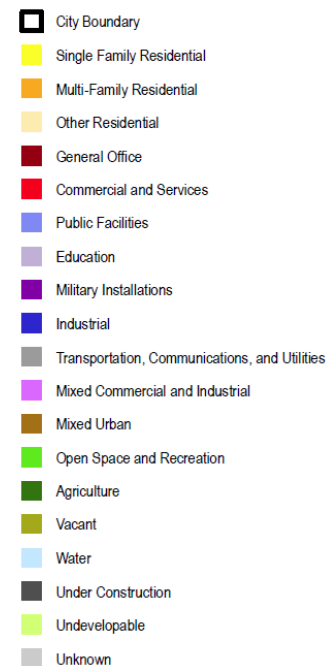 City Boundary
Single Family Residential
Multi-Family Residential
Other Residential
General Office
Commercial and Services
Public Facilities
Education
Military Installations
Industrial
Transportation, Communications, and Utilities
Mixed Commercial and Industrial
Mixed Urban
Open Space and Recreation
Agriculture
Vacant
Water
Under Construction
Undevelopable
Unknown